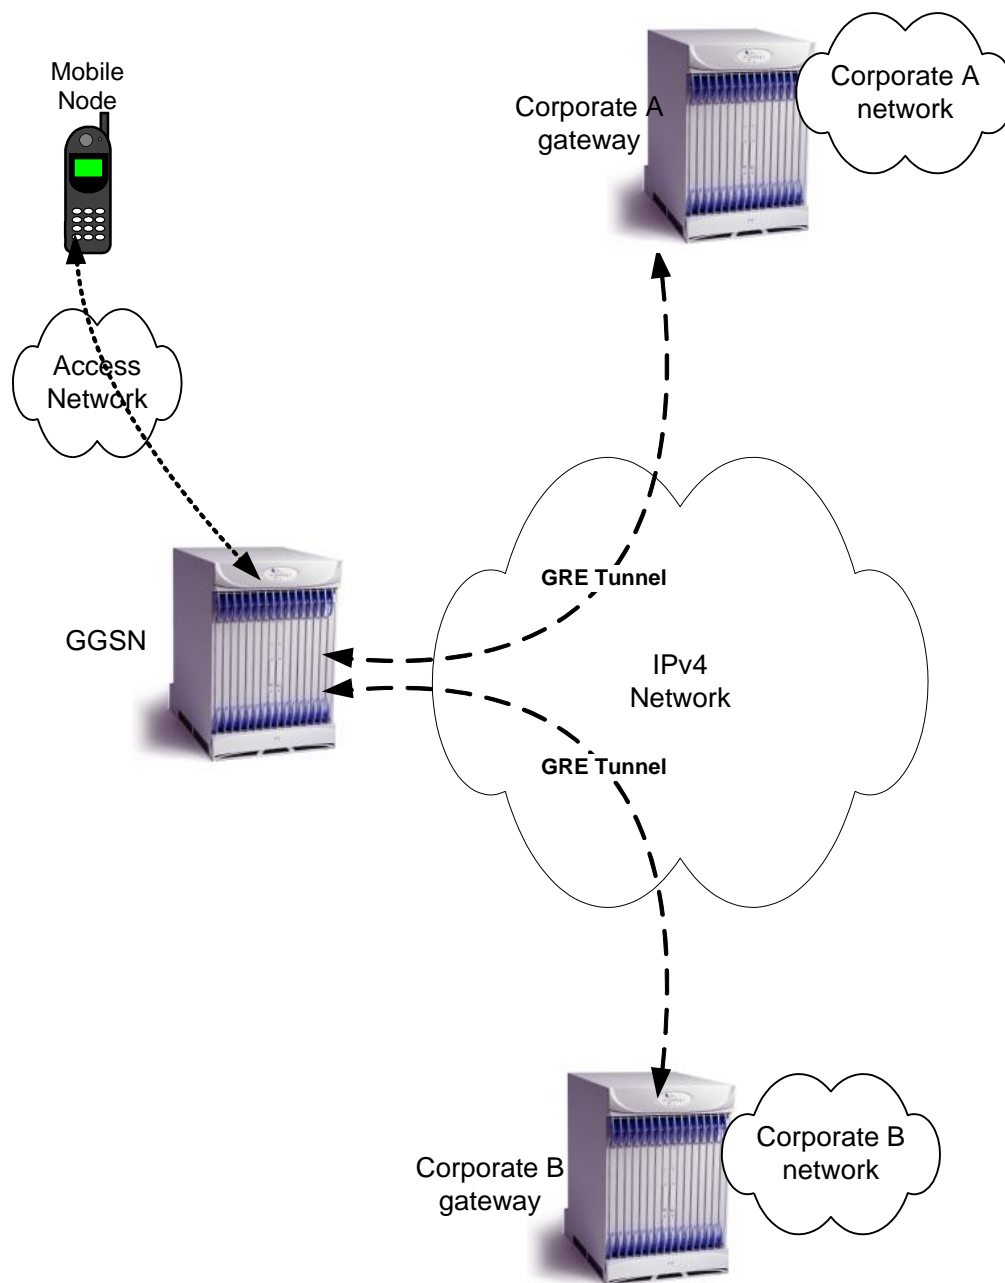 Mobile
Node
Corporate A
gateway
Corporate A
network
Access
Network
GRE Tunnel
GGSN
IPv4
Network
GRE Tunnel
Corporate B
gateway
Corporate B
network